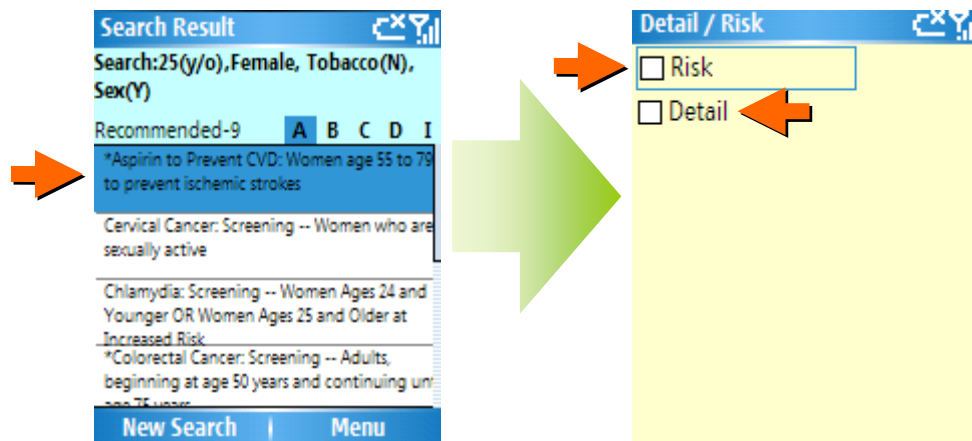 Search Result
Search:25(y/o),Female, Tobacco(N),
Sex(Y)
Recommended-9 A B C D I
*Aspirin to Prevent CVD: Women age 55 to 79
to prevent ischemic strokes
Cervical Cancer: Screening -- Women who are
sexually active
Chlamydia: Screening -- Women Ages 24 and
Younger OR Women Ages 25 and Older at
Increased Risk
*Colorectal Cancer: Screening -- Adults,
beginning at age 50 years and continuing
age 75 years
New Search Menu
Detail / Risk
Risk
Detail